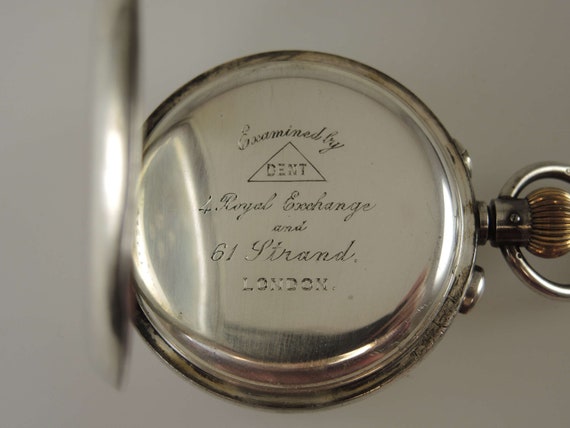 Examined by
DENT
4 Royal Exchange
and
61 Strand.
LONDON.